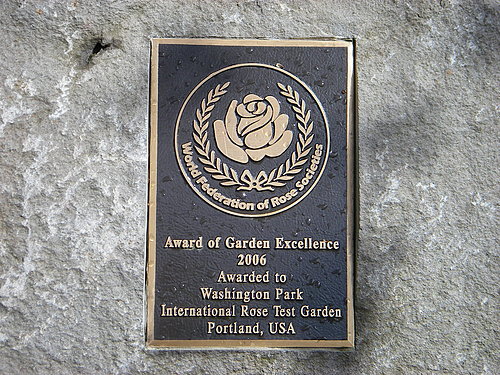 World Federation of Rose Societies
Award of Garden Excellence
2006
Awarded to
Washington Park
International Rose Test Garden
Portland, USA